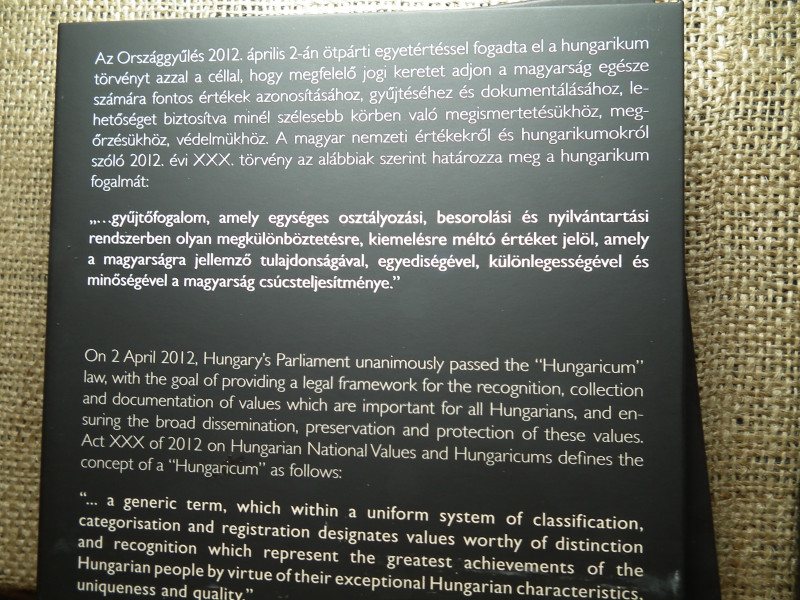 Az Országgyűlés 2012. április 2-án ötpárti egyetértéssel fogadta el a hungarikum
törvényt azzal a céllal, hogy megfelelő jogi keretet adjon a magyarság egésze
számára fontos értékek azonosításához, gyűjtéséhez és dokumentálásához, le-
hetőséget biztosítva minél szélesebb körben való megismertetésükhöz, meg-
őrzésükhöz, védelmükhöz. A magyar nemzeti értékekről és hungarikumokról
szóló 2012. évi XXX. törvény az alábbiak szerint határozza meg a hungarikum
fogalmát:
„…gyűjtőfogalom, amely egységes osztályozási, besorolási és nyilvántartási
rendszerben olyan megkülönböztetésre, kiemelésre méltó értéket jelöl, amely
a magyarságra jellemző tulajdonságával, egyediségével, különlegességével és
minőségével a magyarság csúcsteljesítménye.”
On 2 April 2012, Hungary’s Parliament unanimously passed the “Hungaricum”
law, with the goal of providing a legal framework for the recognition, collection
and documentation of values which are important for all Hungarians, and en-
suring the broad dissemination, preservation and protection of these values.
Act XXX of 2012 on Hungarian National Values and Hungaricums defines the
concept of a “Hungaricum” as follows:
“... a generic term, which within a uniform system of classification,
categorisation and registration designates values worthy of distinction
and recognition which represent the greatest achievements of the
Hungarian people by virtue of their exceptional Hungarian characteristics,
uniqueness and quality.”